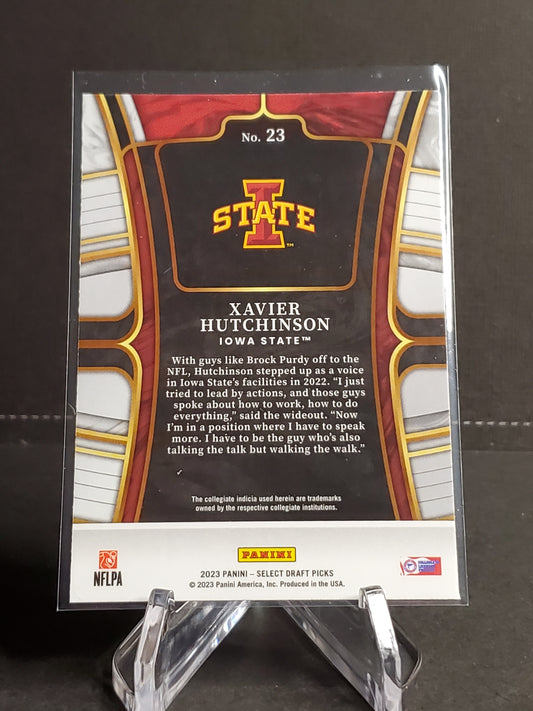 No. 23
I
STATE™
XAVIER
HUTCHINSON
IOWA STATE™
With guys like Brock Purdy off to the
NFL, Hutchinson stepped up as a voice
in Iowa State's facilities in 2022. “I just
tried to lead by actions, and those guys
spoke about how to work, how to do
everything,” said the wideout. “Now
I'm in a position where I have to speak
more. I have to be the guy who's also
talking the talk but walking the walk.”
The collegiate indicia used herein are trademarks
owned by the respective collegiate institutions.
PANINI
NFLPA
2023 PANINI – SELECT DRAFT PICKS
© 2023 Panini America, Inc. Produced in the USA.